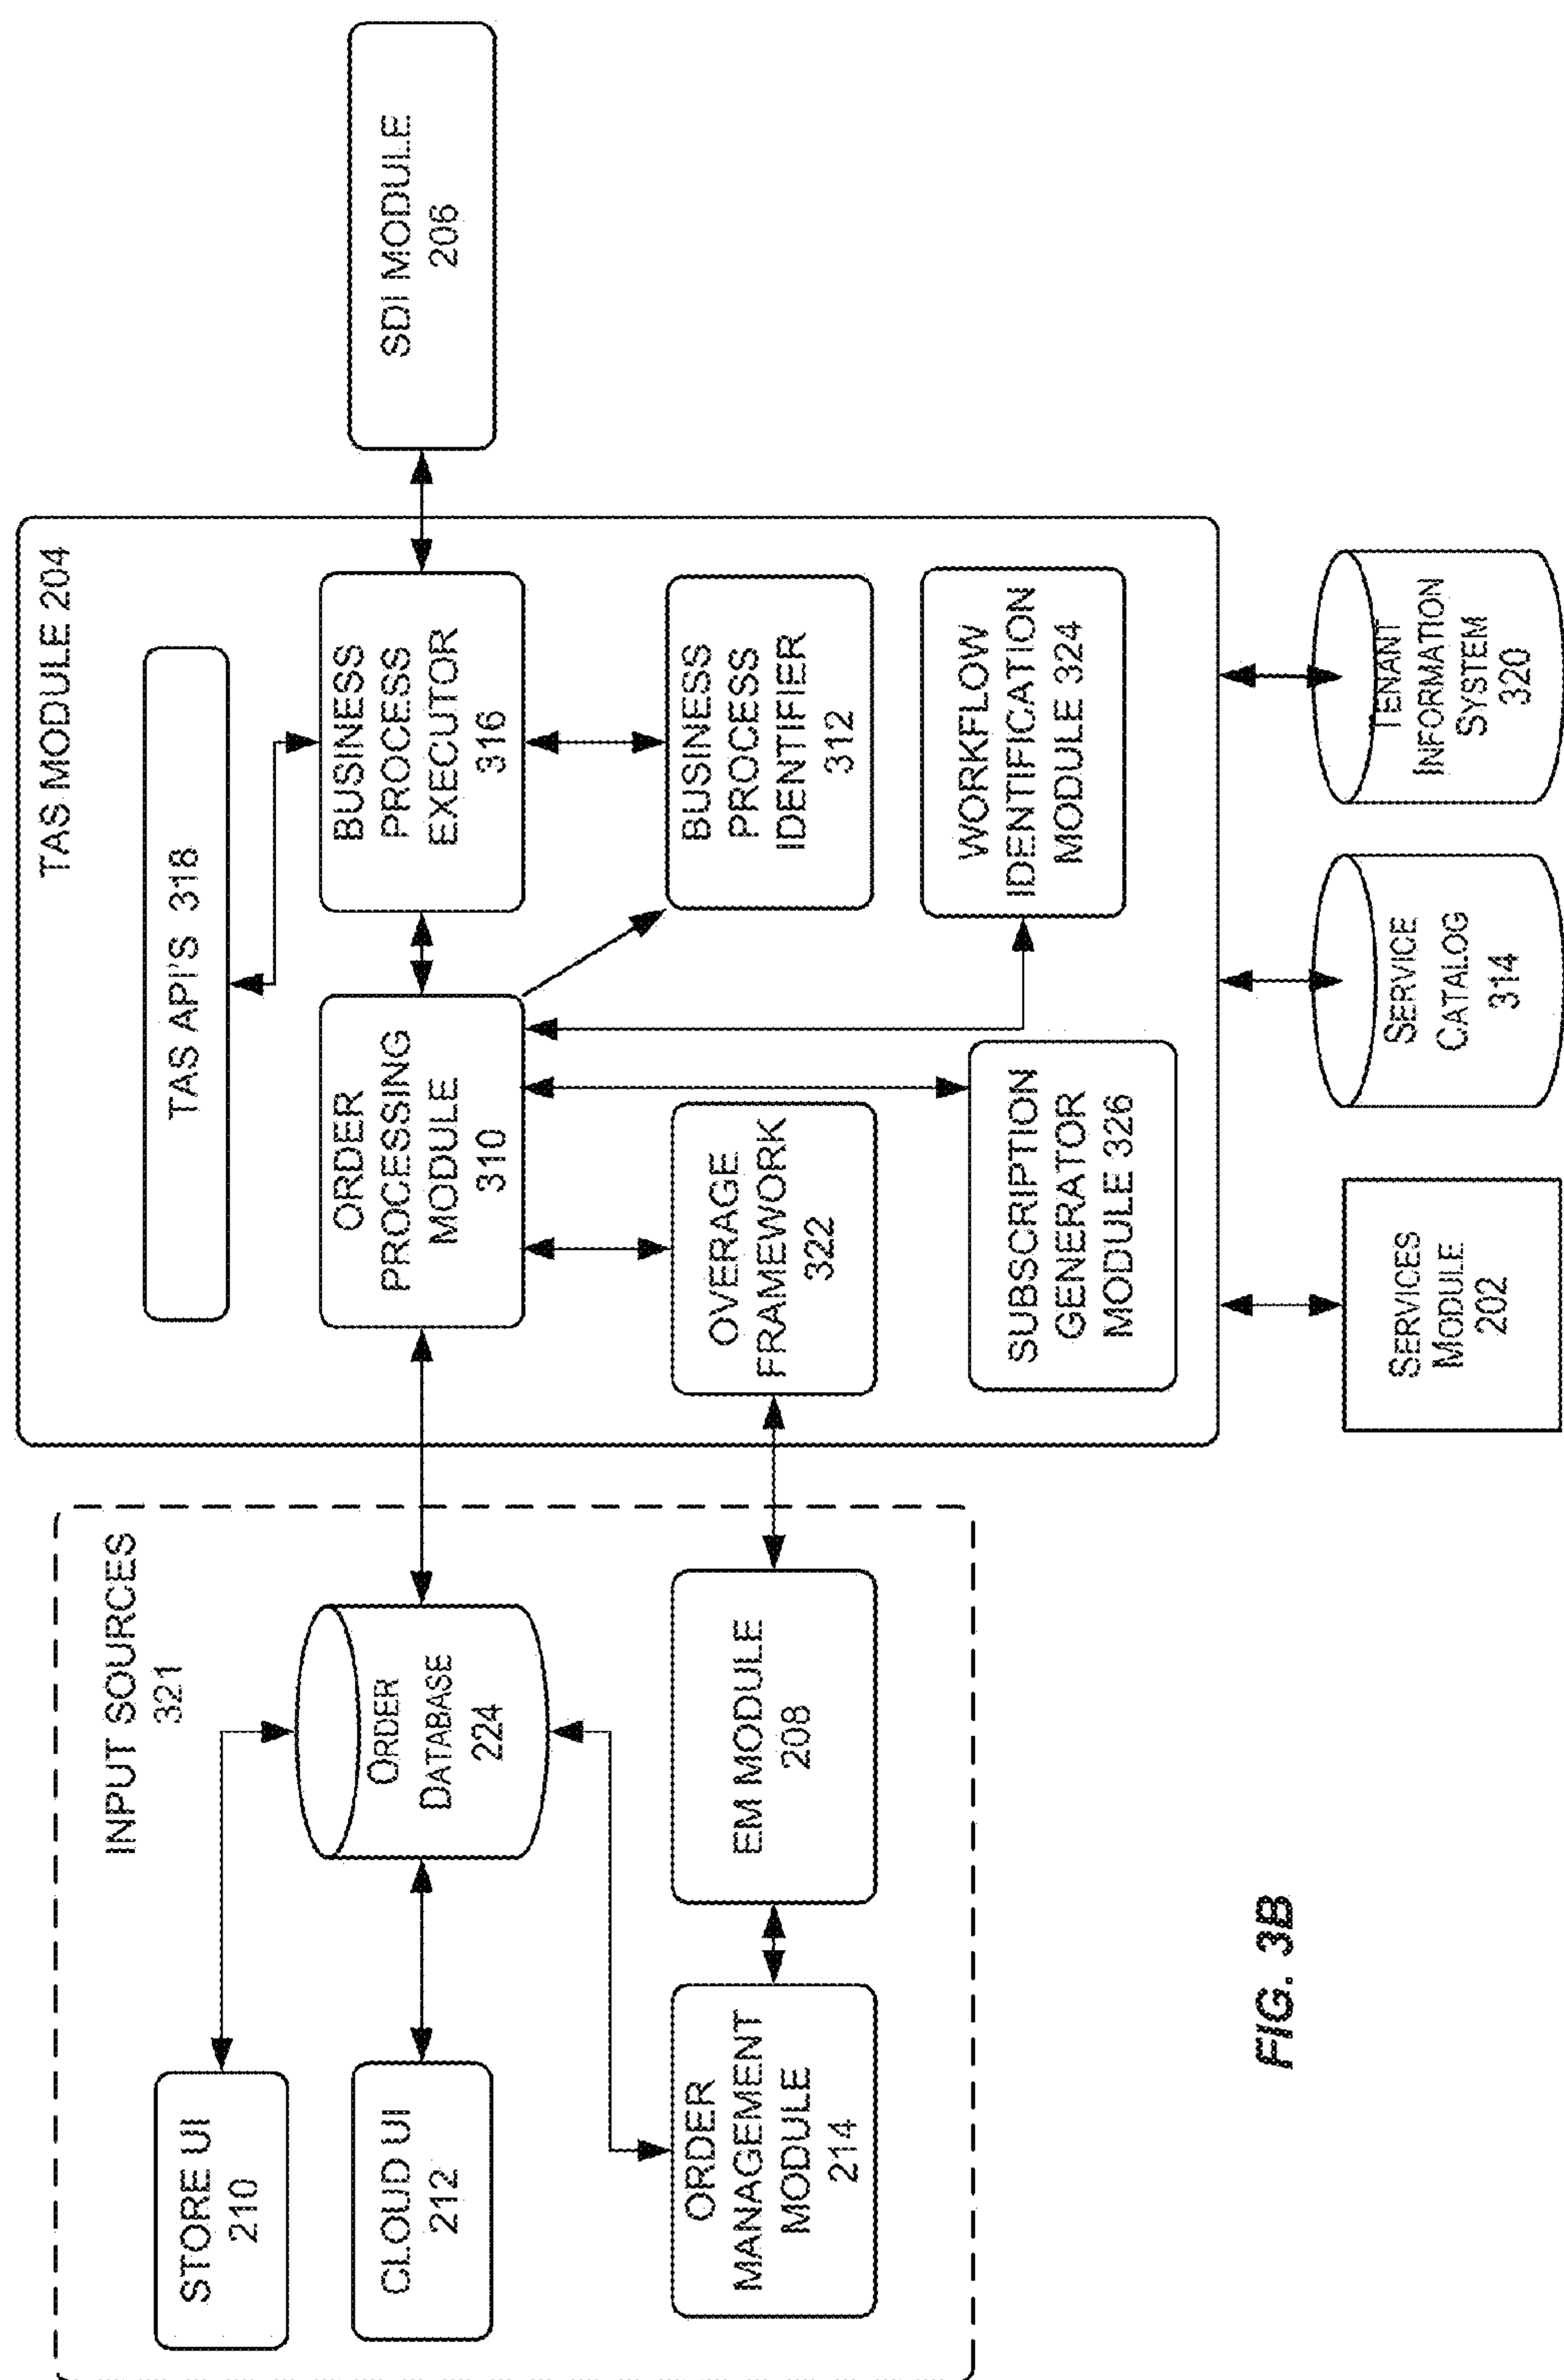 INPUT SOURCES
321
STORE UI
210
CLOUD UI
212
ORDER
MANAGEMENT
MODULE
214
ORDER
DATABASE
224
EM MODULE
208
TAS MODULE 204
TAS API'S 318
ORDER
PROCESSING
MODULE
310
BUSINESS
PROCESS
EXECUTOR
316
OVERAGE
FRAMEWORK
322
BUSINESS
PROCESS
IDENTIFIER
312
SUBSCRIPTION
GENERATOR
MODULE 326
WORKFLOW
IDENTIFICATION
MODULE 324
SDI MODULE
206
SERVICES
MODULE
202
SERVICE
CATALOG
314
TENANT
INFORMATION
SYSTEM
320
FIG. 3B